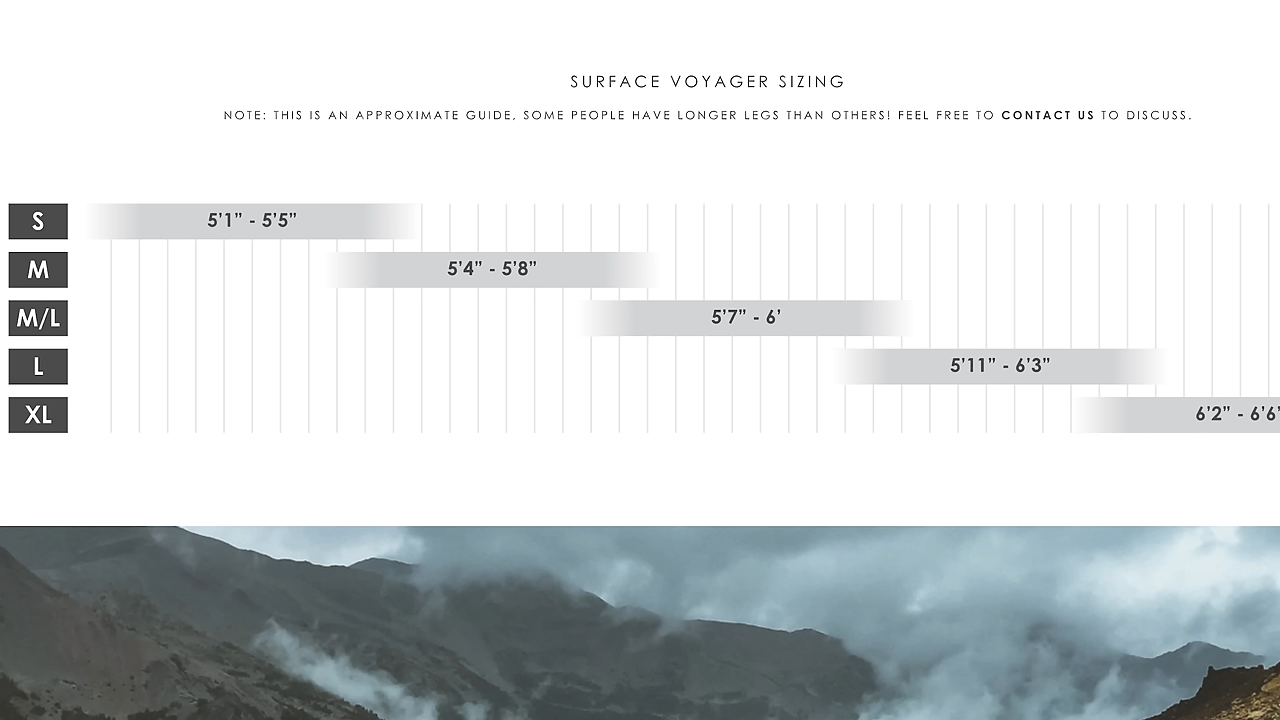 SURFACE VOYAGER SIZING
NOTE: THIS IS AN APPROXIMATE GUIDE, SOME PEOPLE HAVE LONGER LEGS THAN OTHERS! FEEL FREE TO CONTACT US TO DISCUSS.
S 5’1” - 5’5”
M 5’4” - 5’8”
M/L 5’7” - 6’
L 5’11” - 6’3”
XL 6’2” - 6’6’